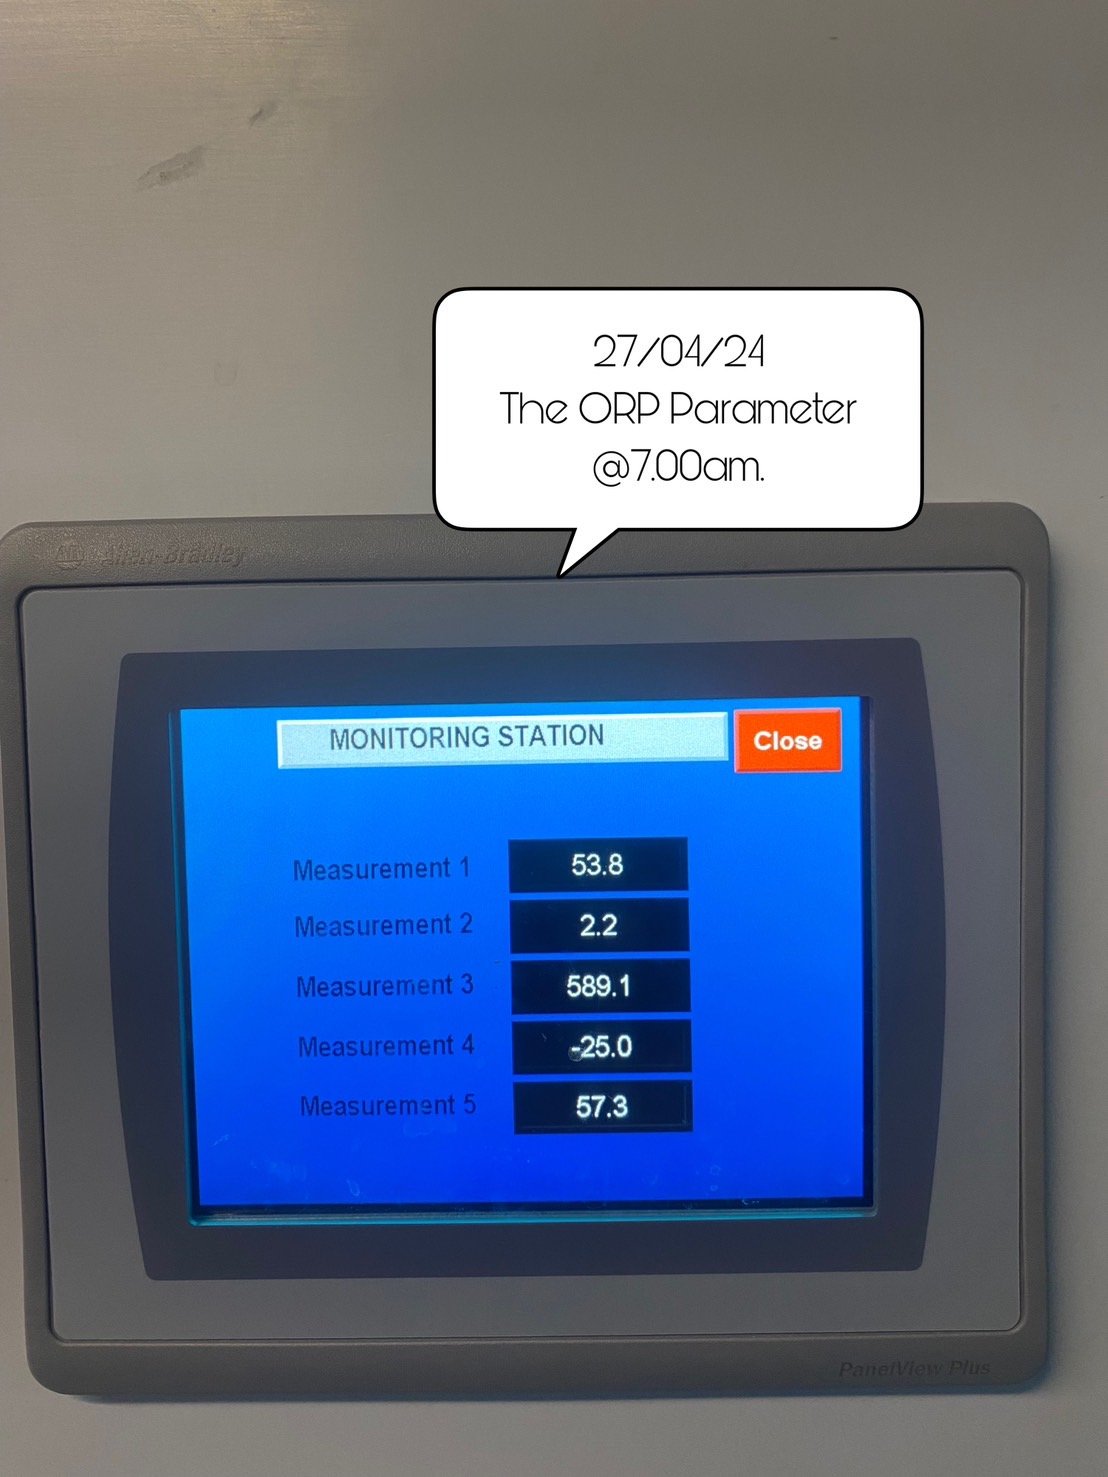 27/04/24
The ORP Parameter
@7.00am.
Allen-Bradley
MONITORING STATION
Close
Measurement 1 53.8
Measurement 2 2.2
Measurement 3 589.1
Measurement 4 -25.0
Measurement 5 57.3
PanelView Plus